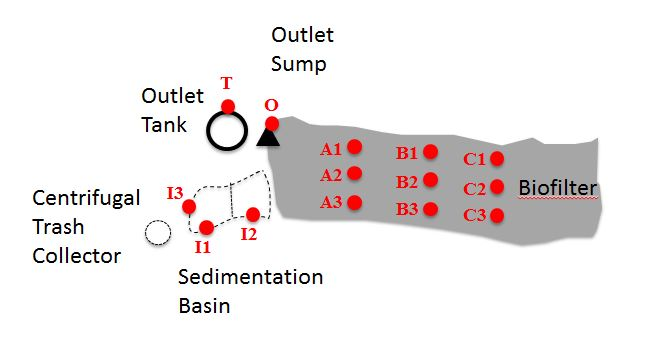 Outlet
Sump
T
Outlet
Tank
O
A1
B1
C1
A2
B2
C2
Biofilter
A3
B3
C3
Centrifugal
Trash
Collector
I3
I1
I2
Sedimentation
Basin